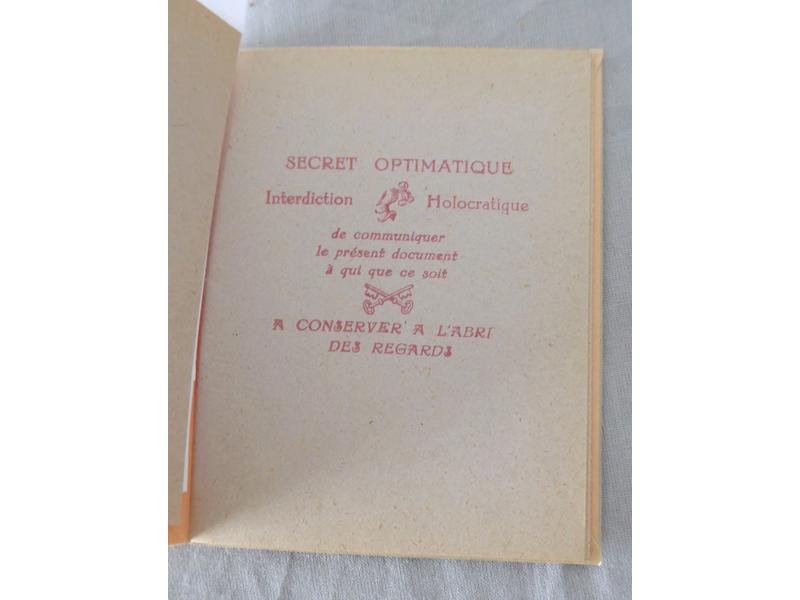 SECRET OPTIMATIQUE
Interdiction Holocratique
de communiquer
le présent document
à qui que ce soit
A CONSERVER A L'ABRI
DES REGARDS